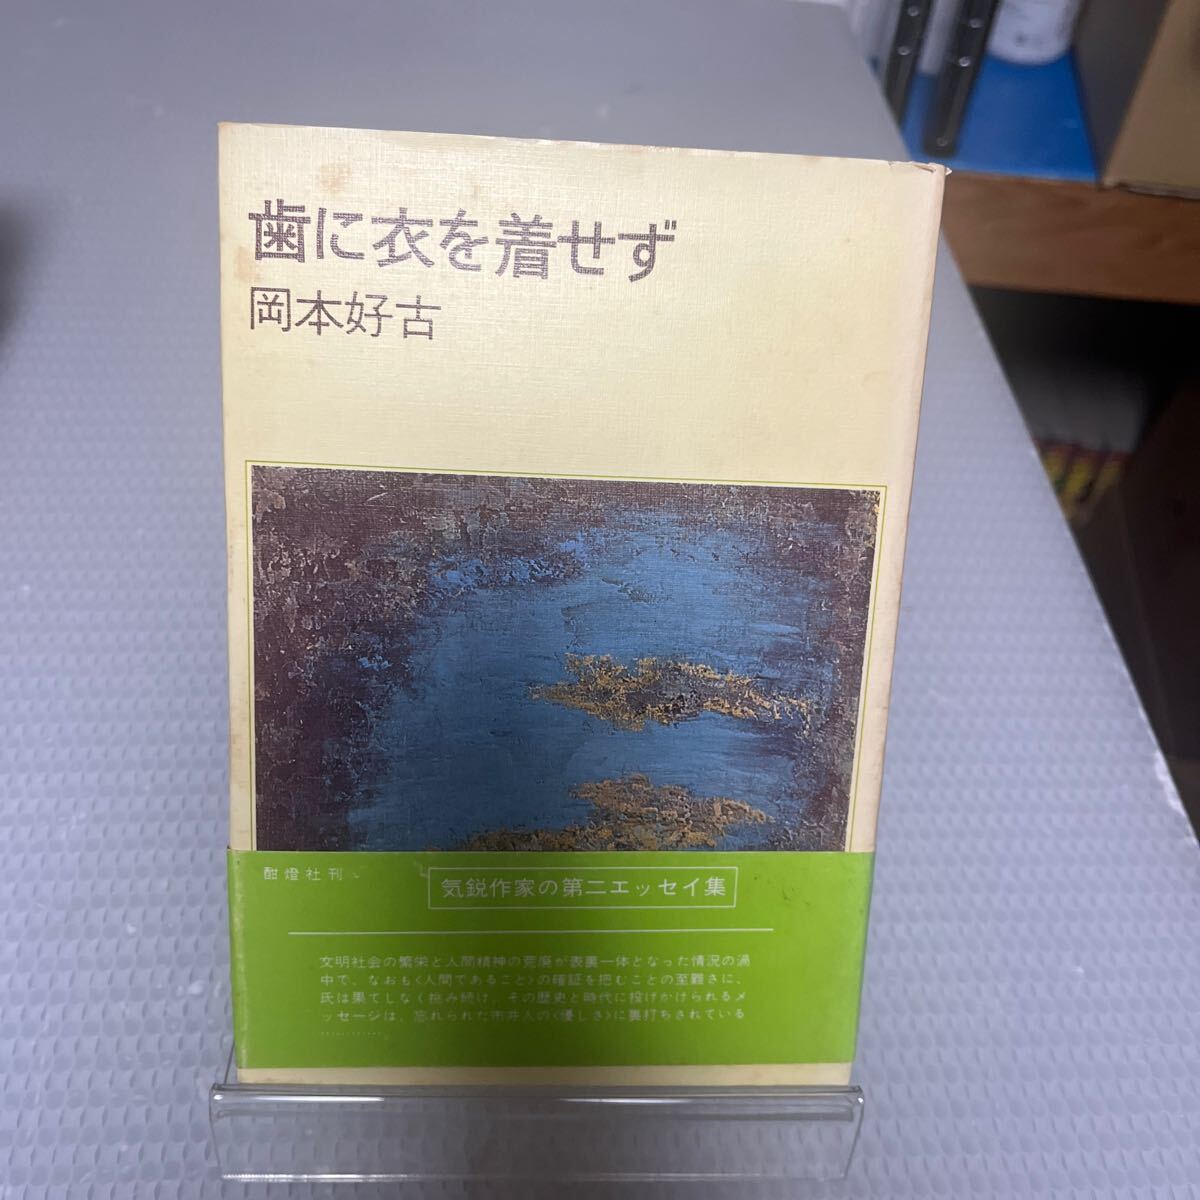 歯に衣を着せず
岡本好古
酣燈社刊
気鋭作家の第二エッセイ集
文明社会の繁栄と人間精神の荒廃が表裏一体となった情況の渦
中で、なおも〈人間であること〉の確証を把むことの至難さに、
氏は果てしなく挑み続け、その歴史と時代に投げかけられるメ
ッセージは、忘れられた市井人の〈優しさ〉に裏打ちされている